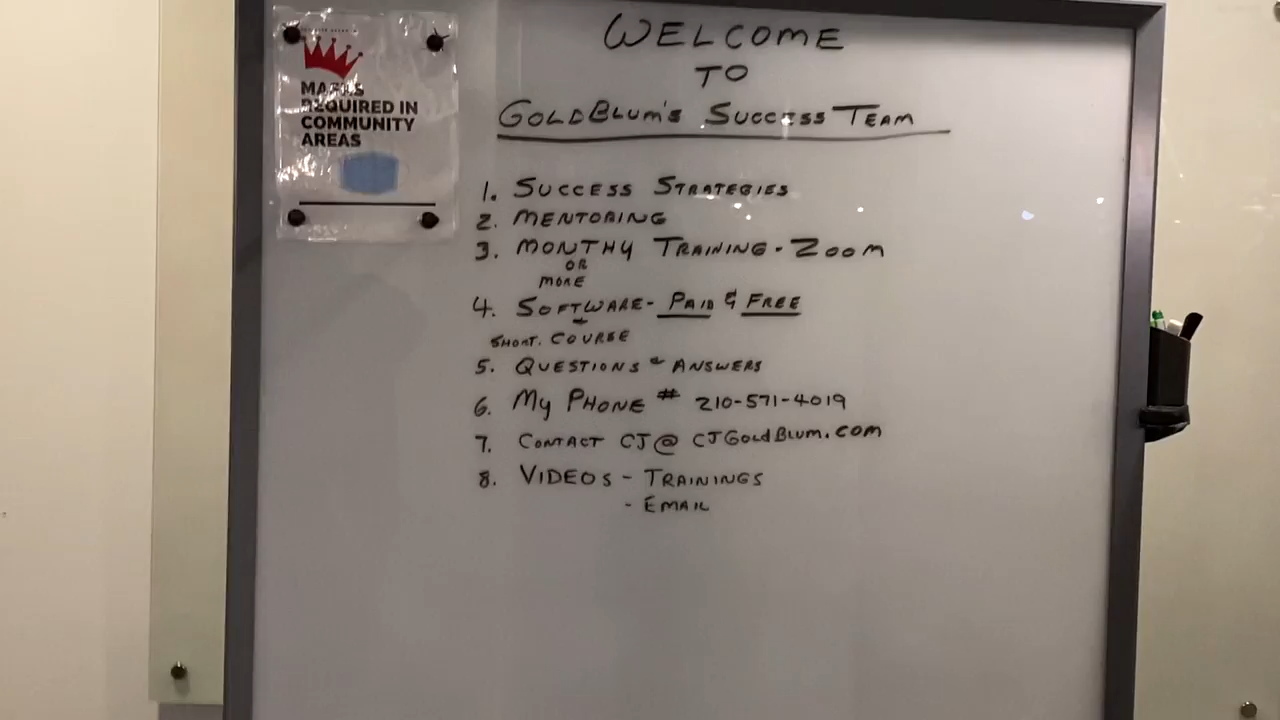 MASKS
REQUIRED IN
COMMUNITY
AREAS
WELCOME
TO
GOLDBLUM'S SUCCESS TEAM
1. SUCCESS STRATEGIES
2. MENTORING
3. MONTHY TRAINING - ZOOM
OR
MORE
4. SOFTWARE - PAID & FREE
SHORT. COURSE
5. QUESTIONS & ANSWERS
6. MY PHONE # 210-571-4019
7. CONTACT CJ@CJGOLDBLUM.COM
8. VIDEOS - TRAININGS
- EMAIL